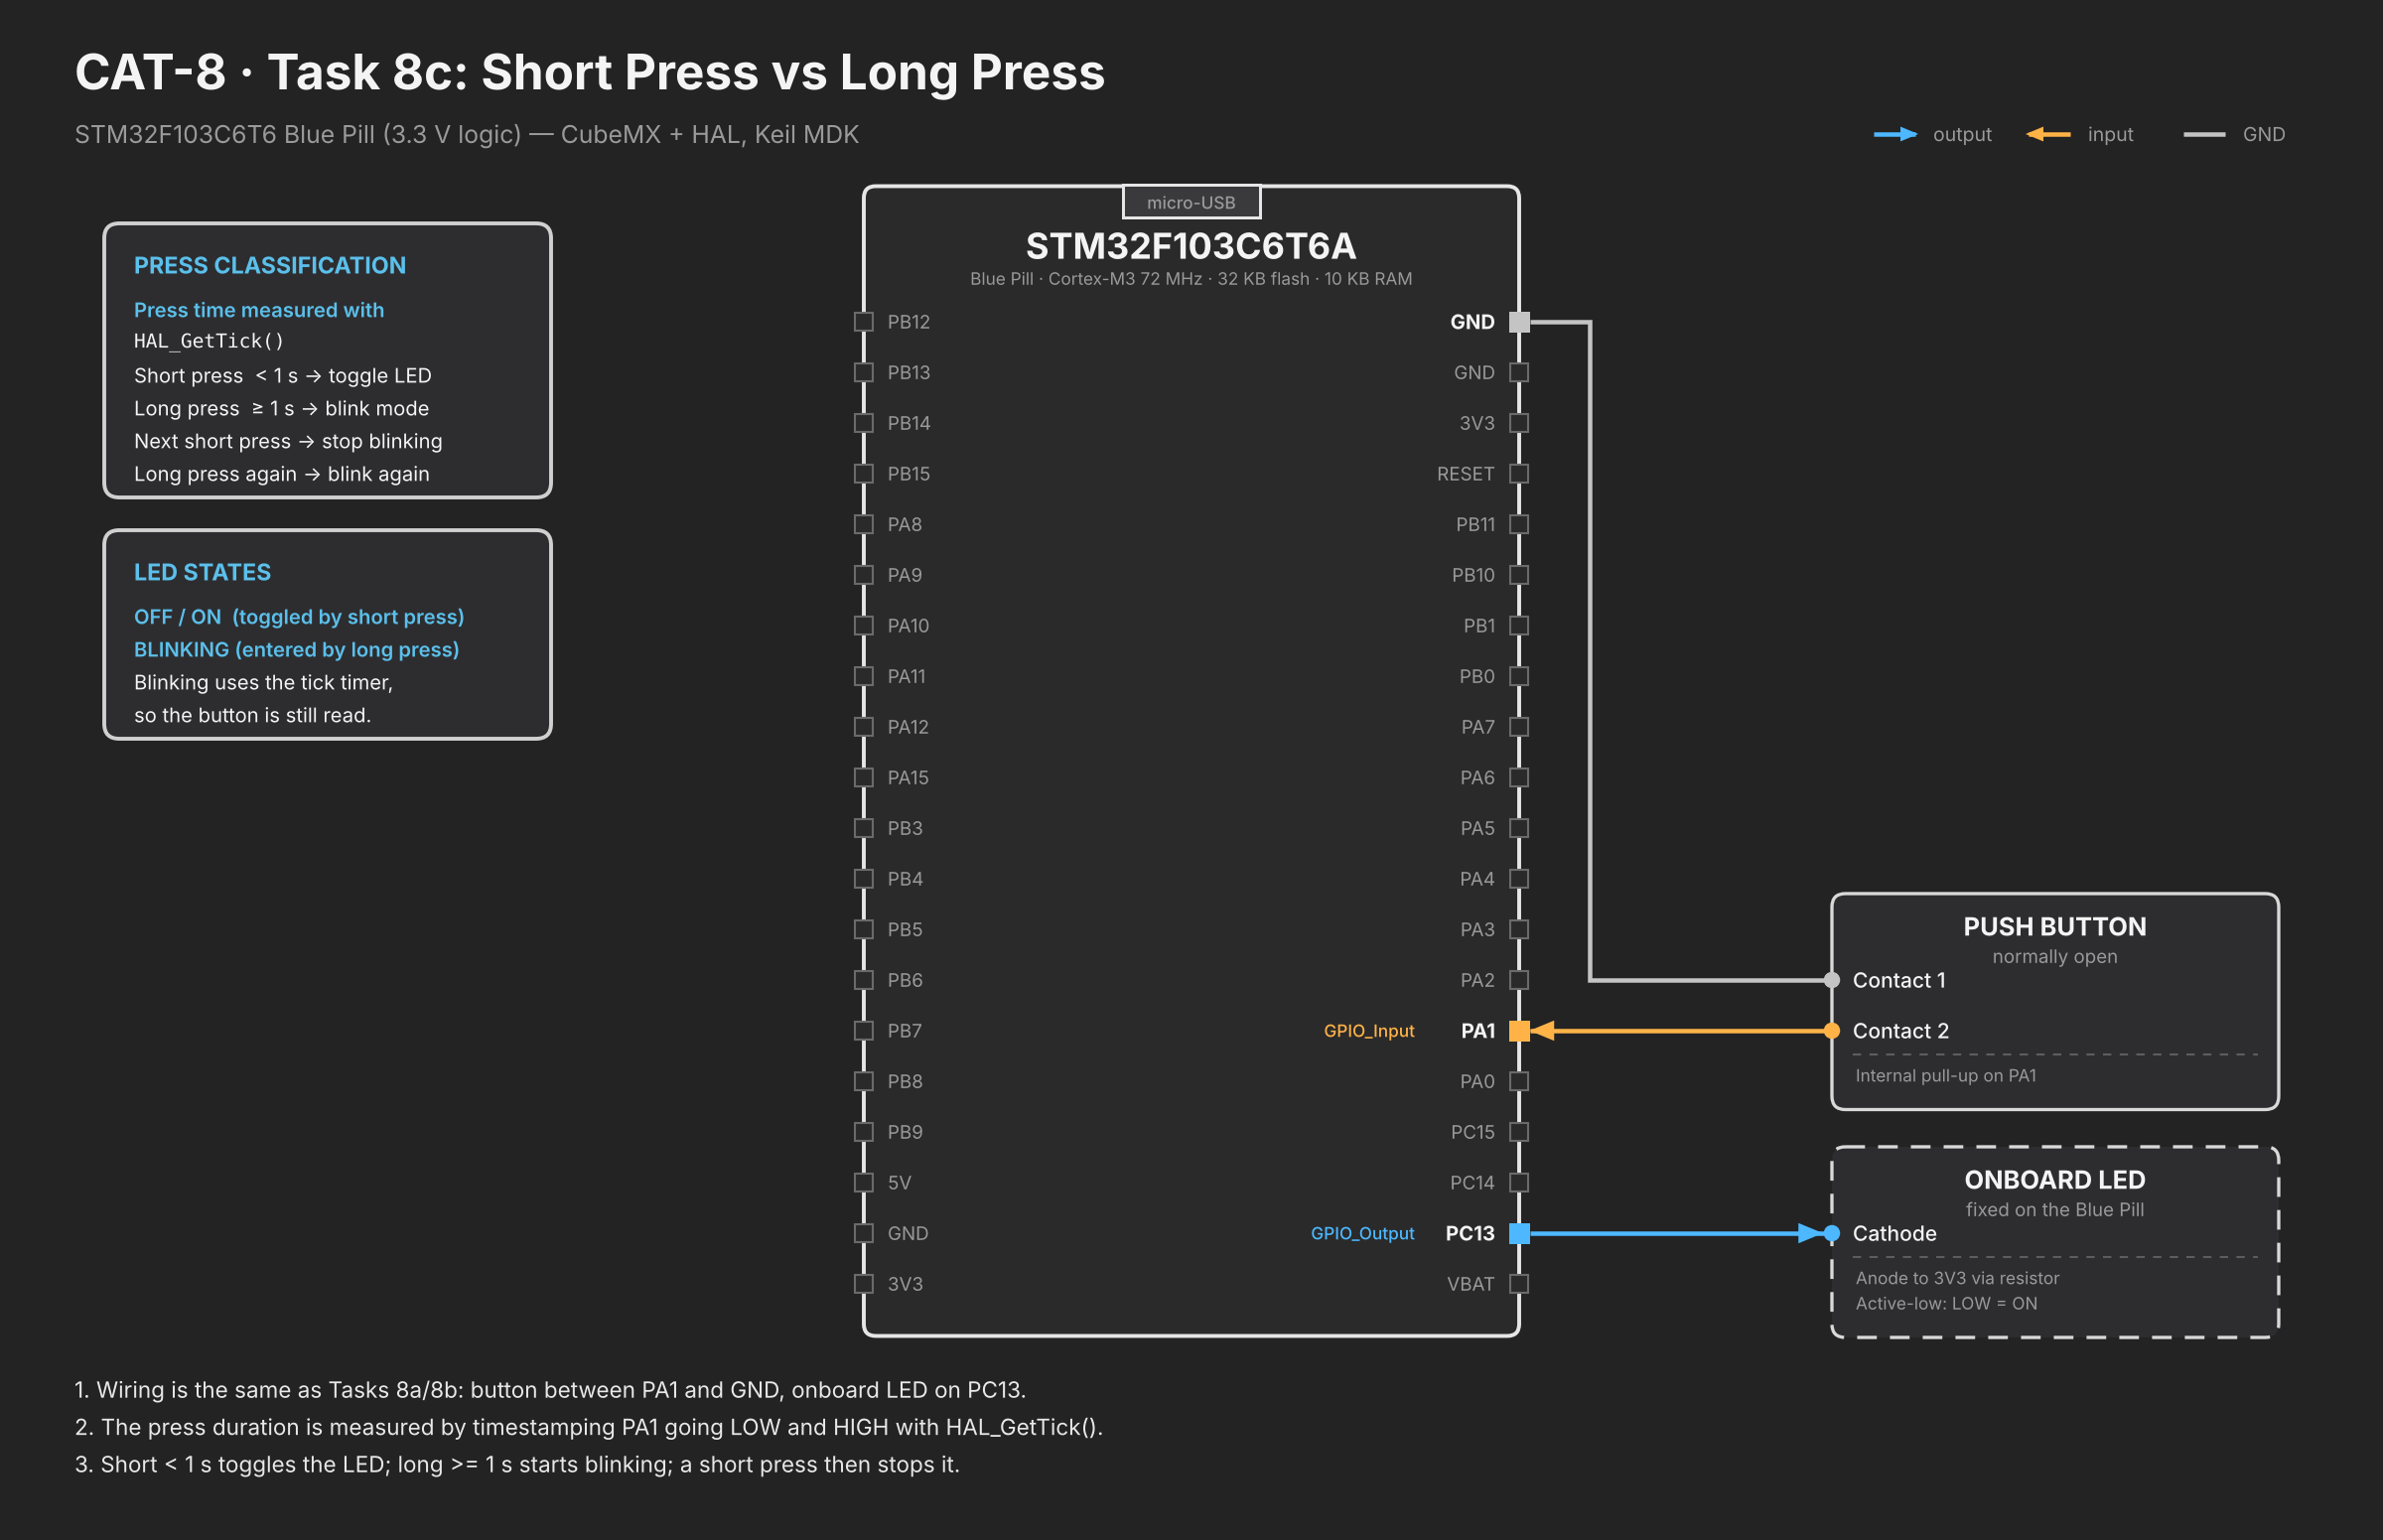 CAT-8 · Task 8c: Short Press vs Long Press
STM32F103C6T6 Blue Pill (3.3 V logic) — CubeMX + HAL, Keil MDK
output
input
GND
PRESS CLASSIFICATION
Press time measured with
HAL_GetTick()
Short press < 1 s → toggle LED
Long press ≥ 1 s → blink mode
Next short press → stop blinking
Long press again → blink again
LED STATES
OFF / ON (toggled by short press)
BLINKING (entered by long press)
Blinking uses the tick timer,
so the button is still read.
micro-USB
STM32F103C6T6A
Blue Pill · Cortex-M3 72 MHz · 32 KB flash · 10 KB RAM
PB12
PB13
PB14
PB15
PA8
PA9
PA10
PA11
PA12
PA15
PB3
PB4
PB5
PB6
PB7
PB8
PB9
5V
GND
3V3
GND
GND
3V3
RESET
PB11
PB10
PB1
PB0
PA7
PA6
PA5
PA4
PA3
PA2
GPIO_Input PA1
PA0
PC15
PC14
GPIO_Output PC13
VBAT
PUSH BUTTON
normally open
Contact 1
Contact 2
Internal pull-up on PA1
ONBOARD LED
fixed on the Blue Pill
Cathode
Anode to 3V3 via resistor
Active-low: LOW = ON
1. Wiring is the same as Tasks 8a/8b: button between PA1 and GND, onboard LED on PC13.
2. The press duration is measured by timestamping PA1 going LOW and HIGH with HAL_GetTick().
3. Short < 1 s toggles the LED; long >= 1 s starts blinking; a short press then stops it.